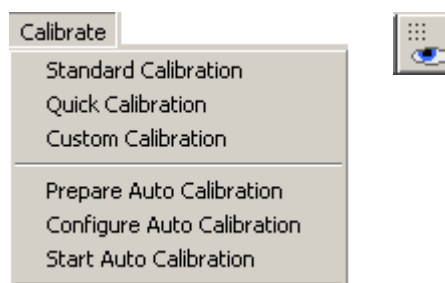 Calibrate
Standard Calibration
Quick Calibration
Custom Calibration
Prepare Auto Calibration
Configure Auto Calibration
Start Auto Calibration